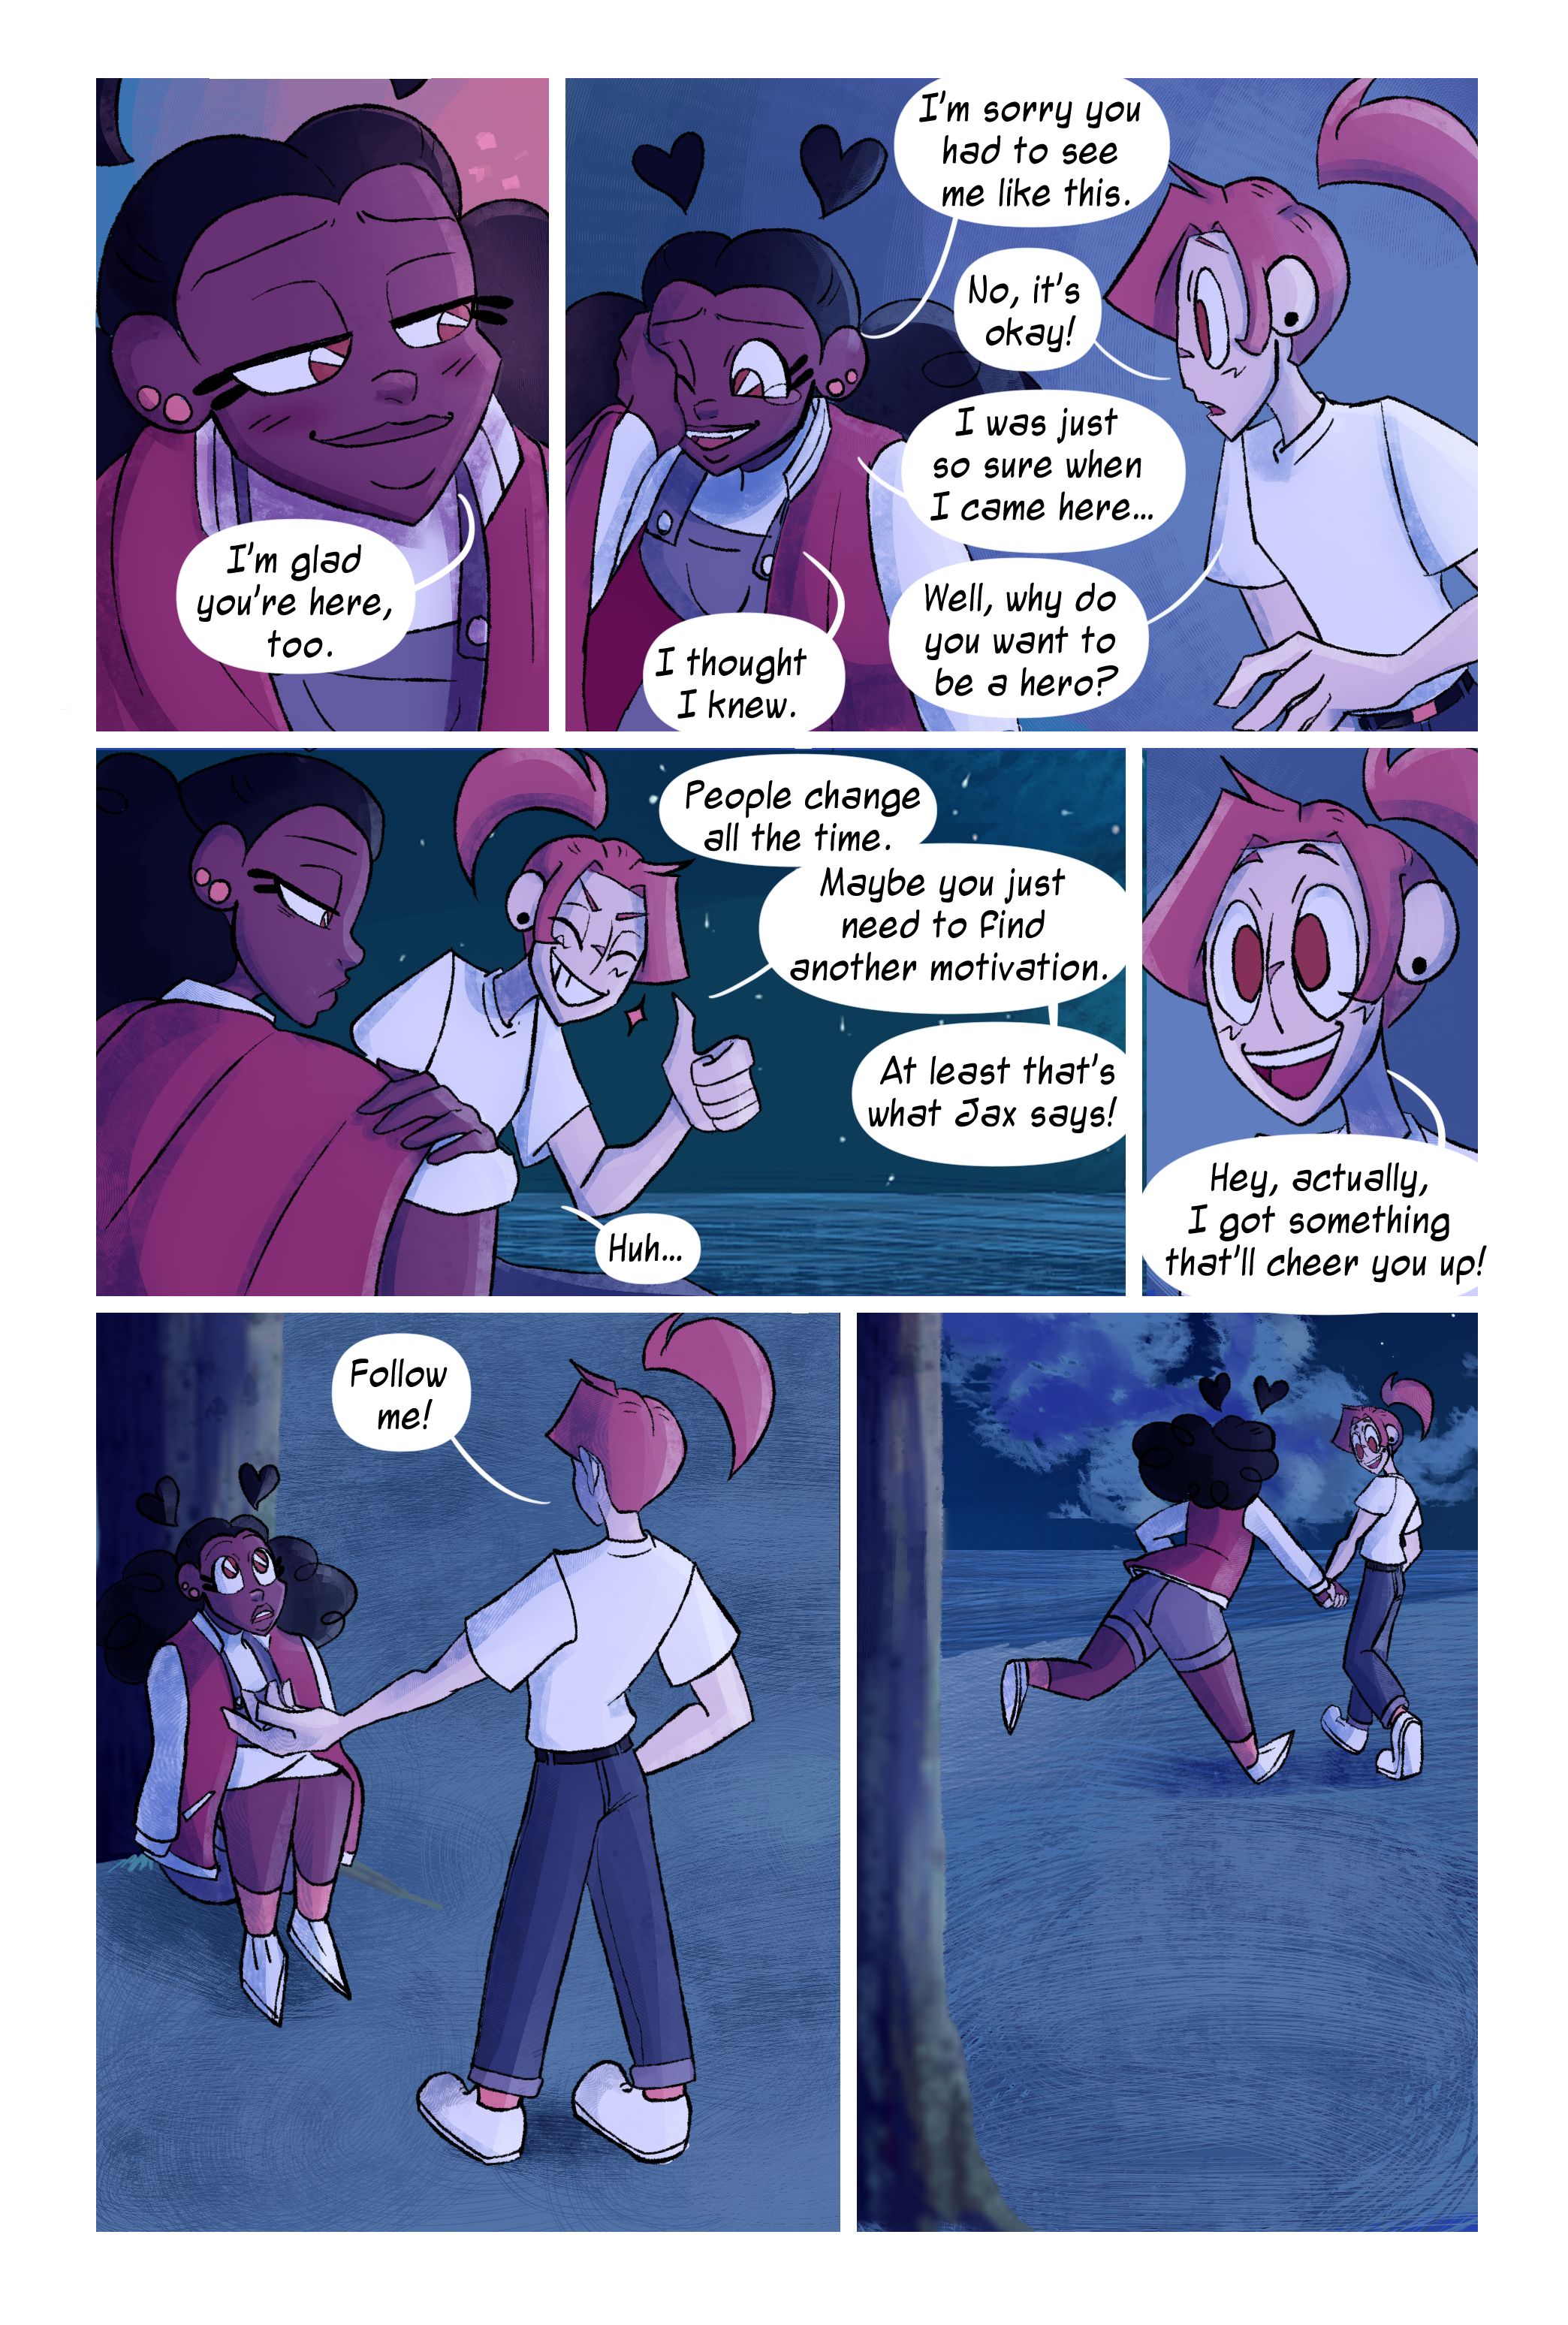 I'm glad
you're here,
too.
I'm sorry you
had to see
me like this.
No, it's
okay!
I was just
so sure when
I came here...
I thought
I knew.
Well, why do
you want to
be a hero?
People change
all the time.
Maybe you just
need to find
another motivation.
At least that's
what Jax says!
Huh...
Hey, actually,
I got something
that'll cheer you up!
Follow
me!